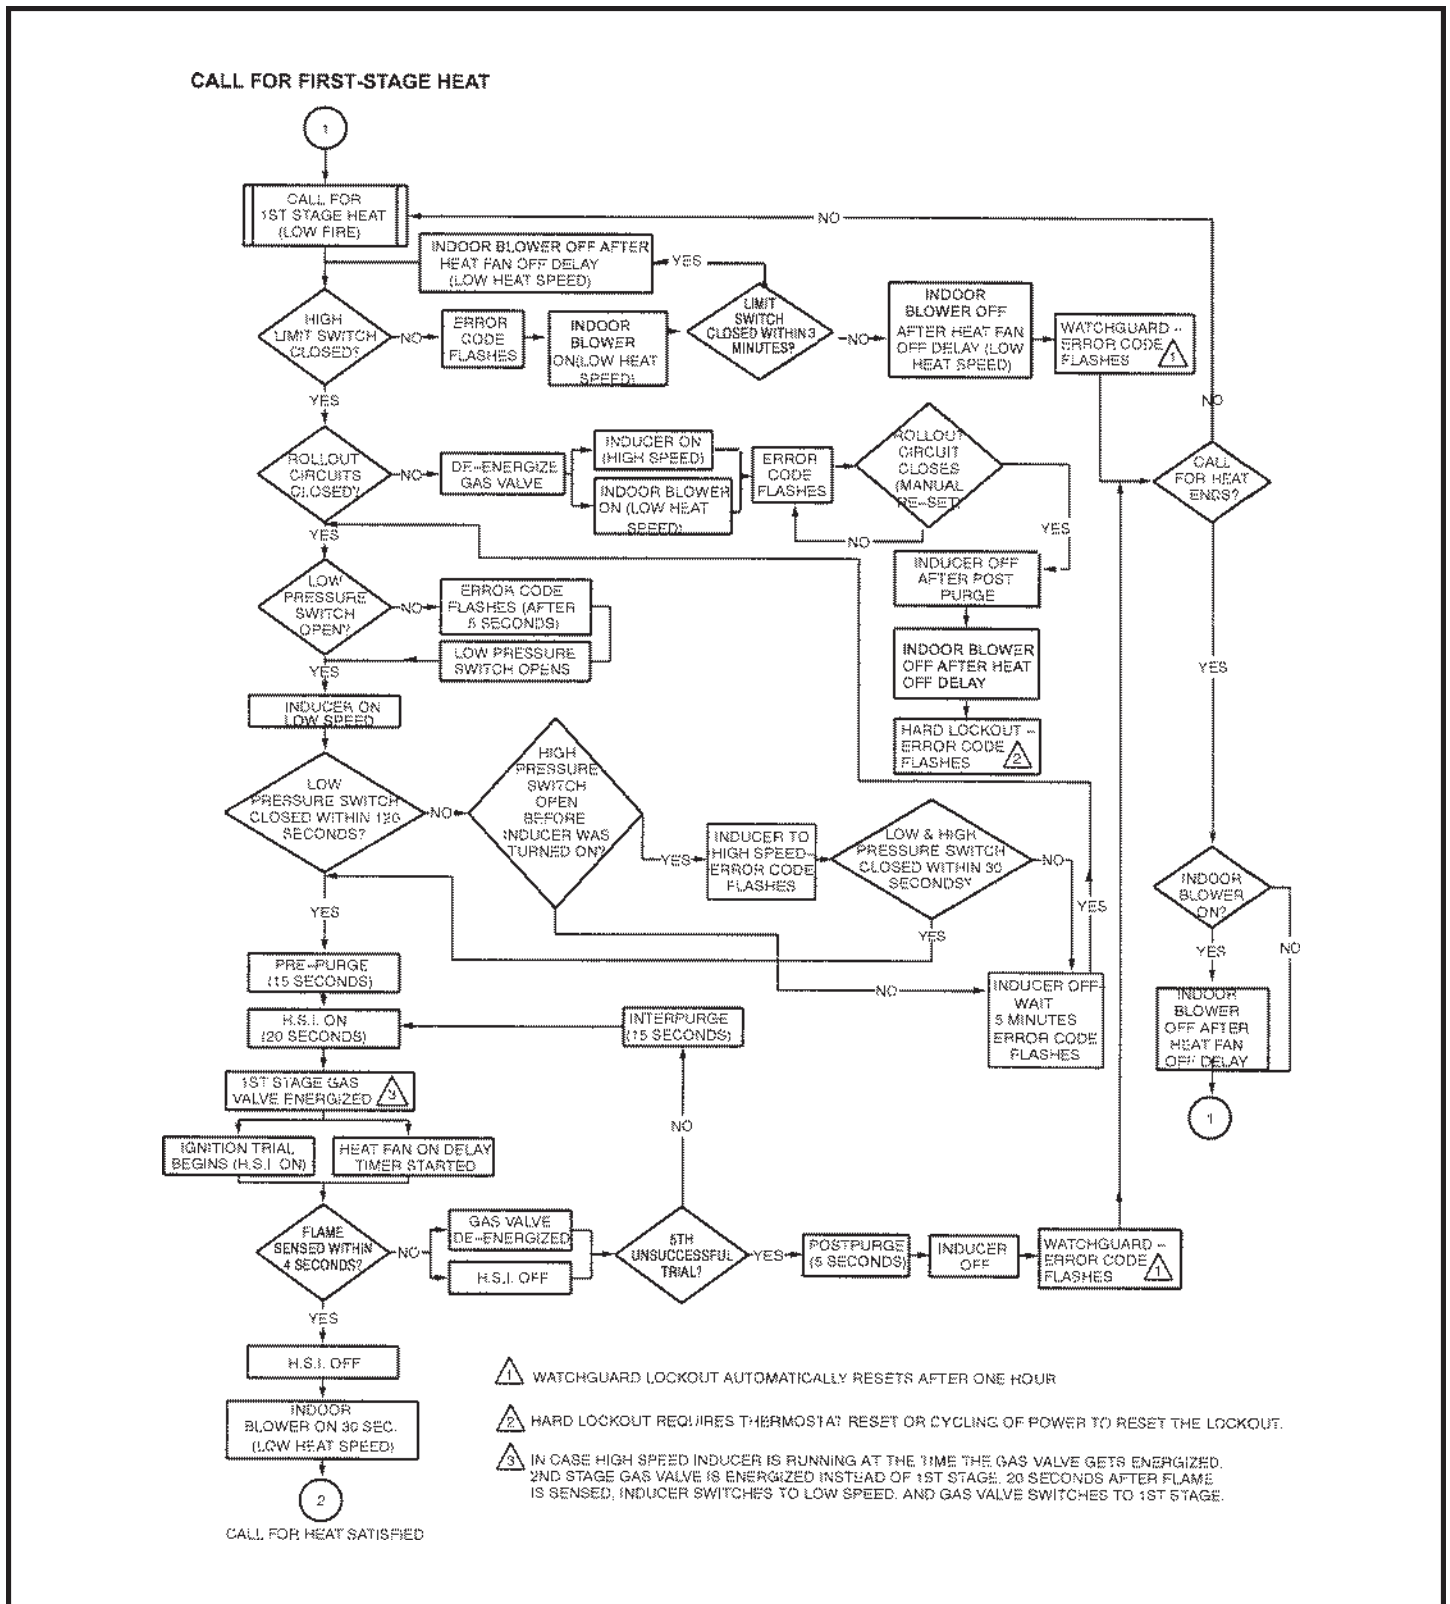 CALL FOR FIRST-STAGE HEAT
1
CALL FOR
1ST STAGE HEAT
(LOW FIRE)
NO
INDOOR BLOWER OFF AFTER
HEAT FAN OFF DELAY
(LOW HEAT SPEED)
YES
HIGH
LIMIT SWITCH
CLOSED?
NO
ERROR
CODE
FLASHES
INDOOR
BLOWER
ON(LOW HEAT
SPEED)
LIMIT
SWITCH
CLOSED WITHIN 3
MINUTES?
NO
INDOOR
BLOWER OFF
AFTER HEAT FAN
OFF DELAY (LOW
HEAT SPEED)
WATCHGUARD --
ERROR CODE
FLASHES
1
YES
NO
ROLLOUT
CIRCUITS
CLOSED?
NO
DE-ENERGIZE
GAS VALVE
INDUCER ON
(HIGH SPEED)
INDOOR BLOWER
ON (LOW HEAT
SPEED)
ERROR
CODE
FLASHES
ROLLOUT
CIRCUIT
CLOSES
(MANUAL
RE-SET)
NO
YES
CALL
FOR HEAT
ENDS?
YES
LOW
PRESSURE
SWITCH
OPEN?
NO
ERROR CODE
FLASHES (AFTER
5 SECONDS)
LOW PRESSURE
SWITCH OPENS
INDUCER OFF
AFTER POST
PURGE
INDOOR BLOWER
OFF AFTER HEAT
OFF DELAY
HARD LOCKOUT -
ERROR CODE
FLASHES
2
YES
YES
INDUCER ON
LOW SPEED
LOW
PRESSURE SWITCH
CLOSED WITHIN 120
SECONDS?
NO
HIGH
PRESSURE
SWITCH
OPEN
BEFORE
INDUCER WAS
TURNED ON?
YES
INDUCER TO
HIGH SPEED-
ERROR CODE
FLASHES
LOW & HIGH
PRESSURE SWITCH
CLOSED WITHIN 30
SECONDS?
NO
YES
YES
YES
NO
INDUCER OFF-
WAIT
5 MINUTES
ERROR CODE
FLASHES
INDOOR
BLOWER
ON?
YES
NO
INDOOR
BLOWER
OFF AFTER
HEAT FAN
OFF DELAY
1
PRE-PURGE
(15 SECONDS)
H.S.I. ON
(20 SECONDS)
INTERPURGE
(15 SECONDS)
1ST STAGE GAS
VALVE ENERGIZED
3
NO
IGNITION TRIAL
BEGINS (H.S.I. ON)
HEAT FAN ON DELAY
TIMER STARTED
FLAME
SENSED WITHIN
4 SECONDS?
NO
GAS VALVE
DE-ENERGIZED
H.S.I. OFF
5TH
UNSUCCESSFUL
TRIAL?
YES
POSTPURGE
(5 SECONDS)
INDUCER
OFF
WATCHGUARD -
ERROR CODE
FLASHES
1
YES
H.S.I. OFF
INDOOR
BLOWER ON 30 SEC.
(LOW HEAT SPEED)
2
CALL FOR HEAT SATISFIED
1 WATCHGUARD LOCKOUT AUTOMATICALLY RESETS AFTER ONE HOUR
2 HARD LOCKOUT REQUIRES THERMOSTAT RESET OR CYCLING OF POWER TO RESET THE LOCKOUT.
3 IN CASE HIGH SPEED INDUCER IS RUNNING AT THE TIME THE GAS VALVE GETS ENERGIZED,
2ND STAGE GAS VALVE IS ENERGIZED INSTEAD OF 1ST STAGE. 20 SECONDS AFTER FLAME
IS SENSED, INDUCER SWITCHES TO LOW SPEED. AND GAS VALVE SWITCHES TO 1ST STAGE.